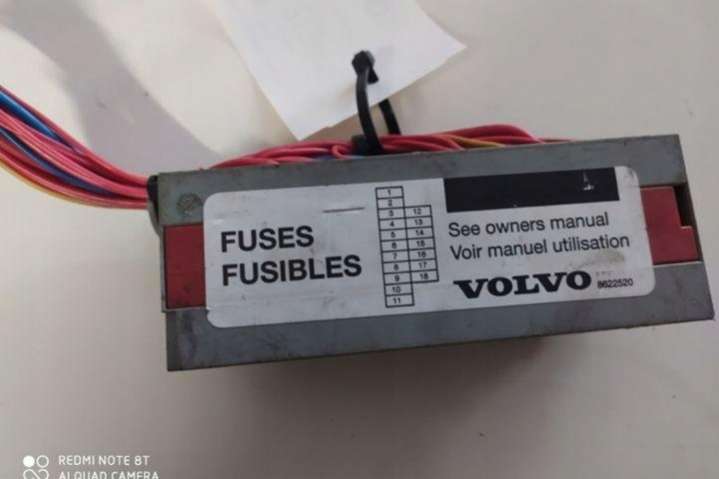 FUSES
FUSIBLES
1
2
3 12
4 13
5 14
6 15
7 16
8 17
9 18
10
11
See owners manual
Voir manuel utilisation
VOLVO 8622520
REDMI NOTE 8T
AI QUAD CAMERA